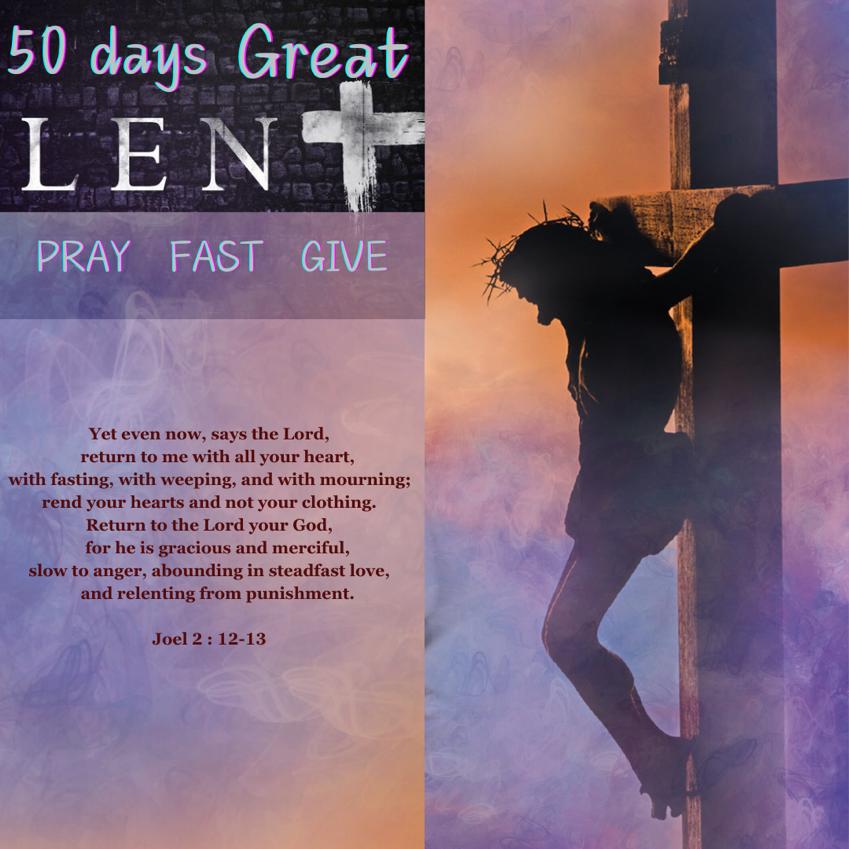 50 days Great
LENT
PRAY FAST GIVE
Yet even now, says the Lord,
return to me with all your heart,
with fasting, with weeping, and with mourning;
rend your hearts and not your clothing.
Return to the Lord your God,
for he is gracious and merciful,
slow to anger, abounding in steadfast love,
and relenting from punishment.
Joel 2 : 12-13